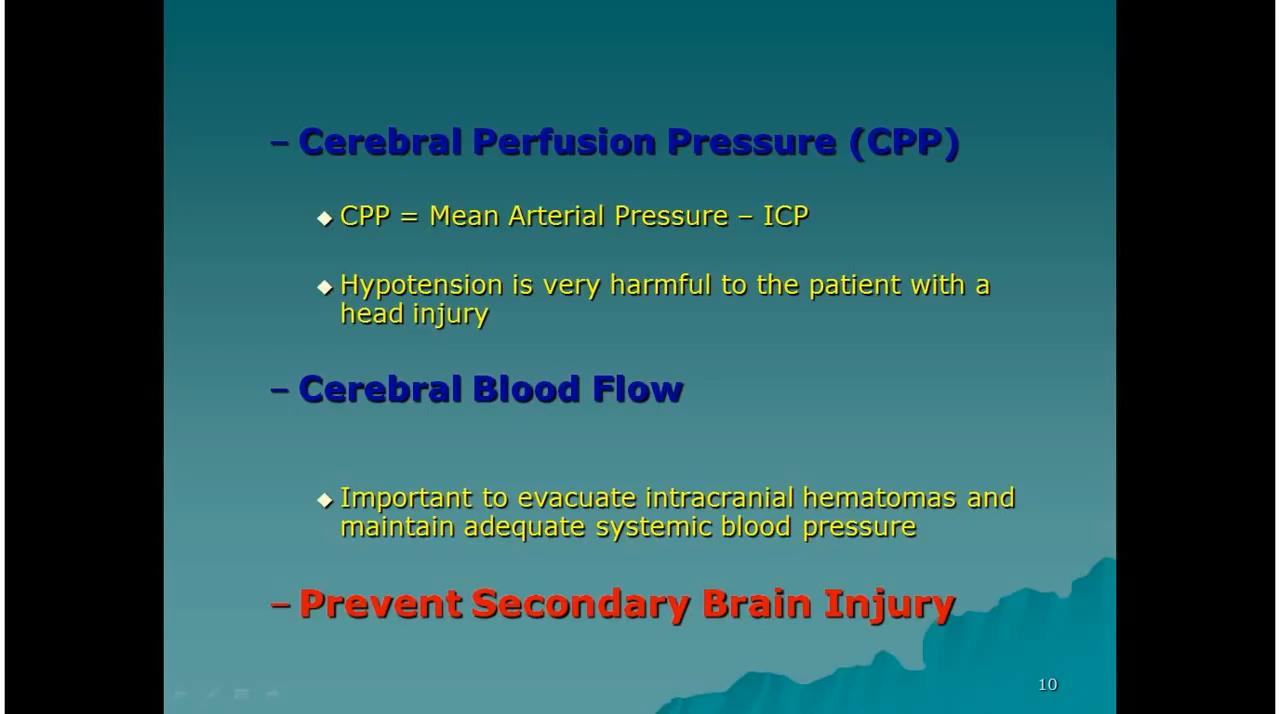 – Cerebral Perfusion Pressure (CPP)
◆ CPP = Mean Arterial Pressure – ICP
◆ Hypotension is very harmful to the patient with a
head injury
– Cerebral Blood Flow
◆ Important to evacuate intracranial hematomas and
maintain adequate systemic blood pressure
– Prevent Secondary Brain Injury
10